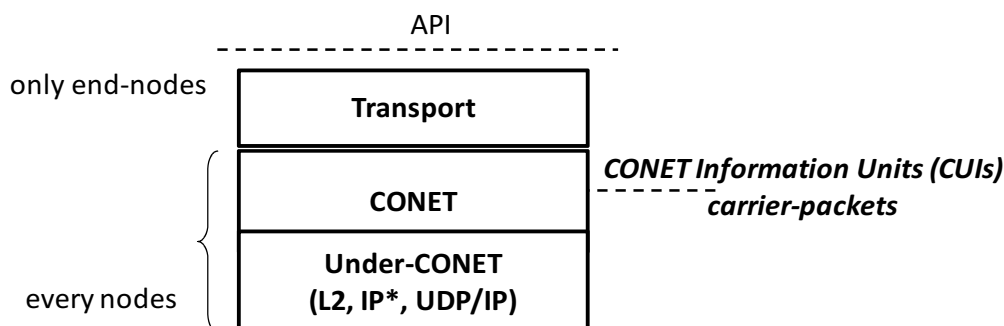 API
only end-nodes
Transport
CONET Information Units (CUIs)
CONET
carrier-packets
Under-CONET
(L2, IP*, UDP/IP)
every nodes